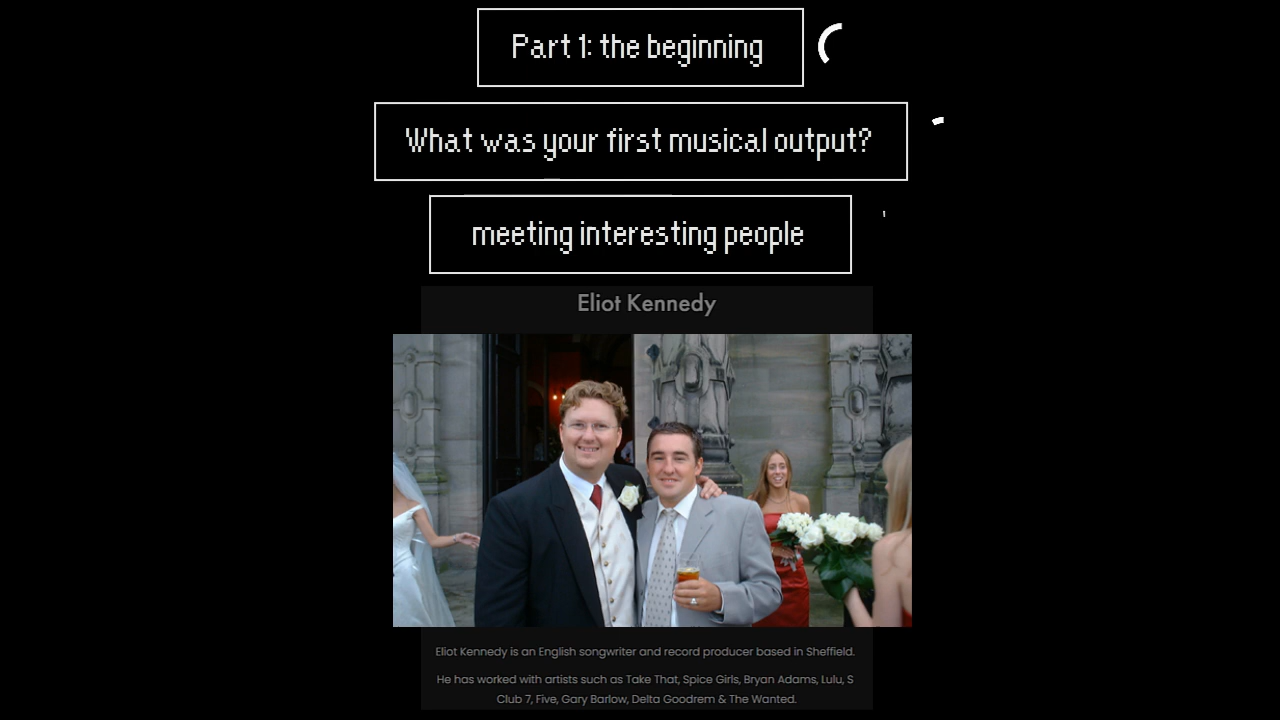 Part 1: the beginning
What was your first musical output?
meeting interesting people
Eliot Kennedy
Eliot Kennedy is an English songwriter and record producer based in Sheffield.
He has worked with artists such as Take That, Spice Girls, Bryan Adams, Lulu, S
Club 7, Five, Gary Barlow, Delta Goodrem & The Wanted.